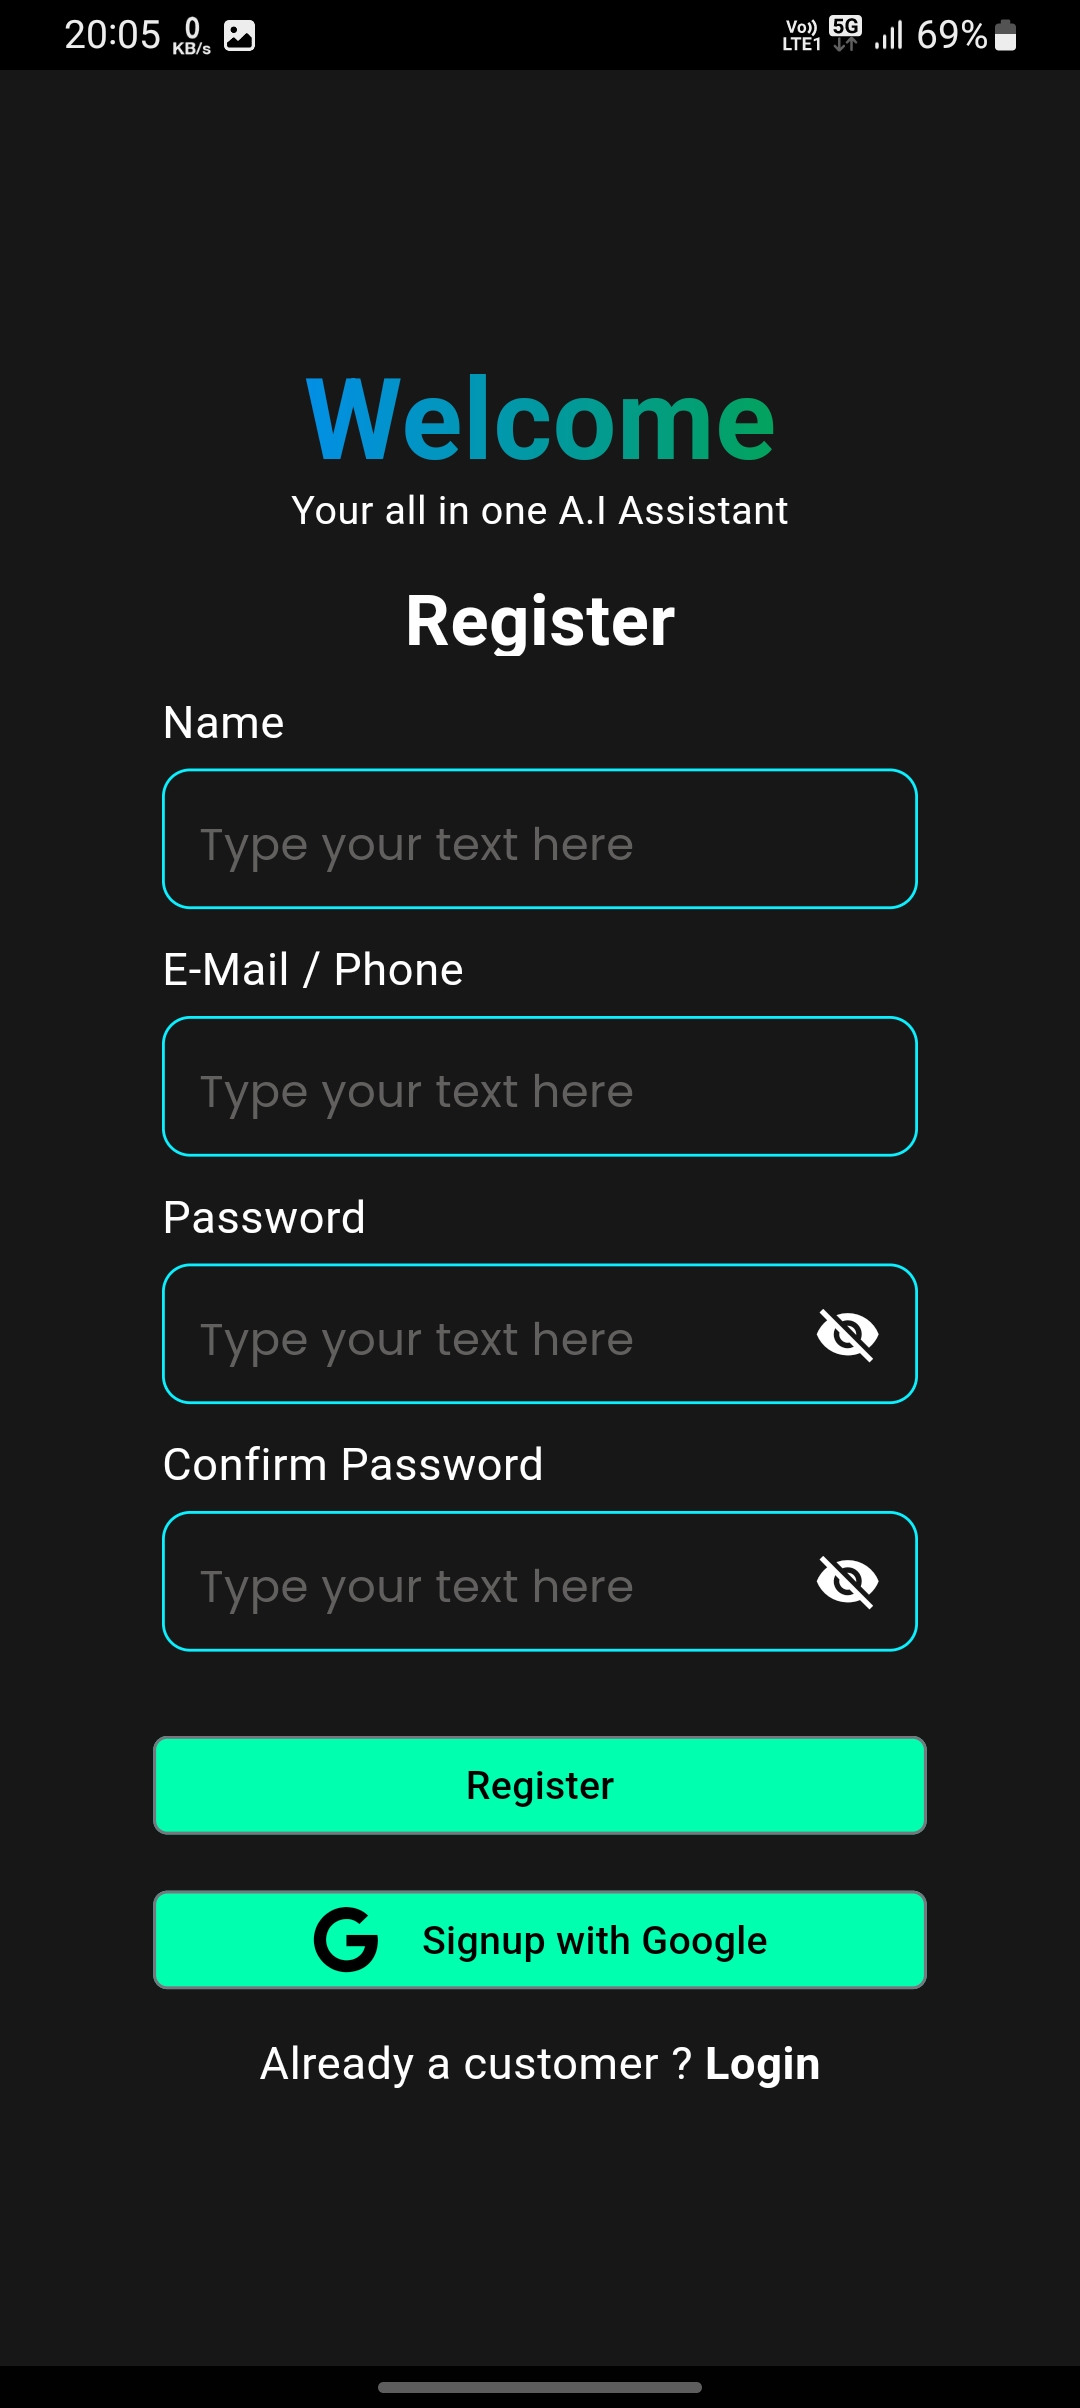 20:05 0 KB/s Vo LTE1 5G 69%
Welcome
Your all in one A.I Assistant
Register
Name
Type your text here
E-Mail / Phone
Type your text here
Password
Type your text here
Confirm Password
Type your text here
Register
G Signup with Google
Already a customer ? Login